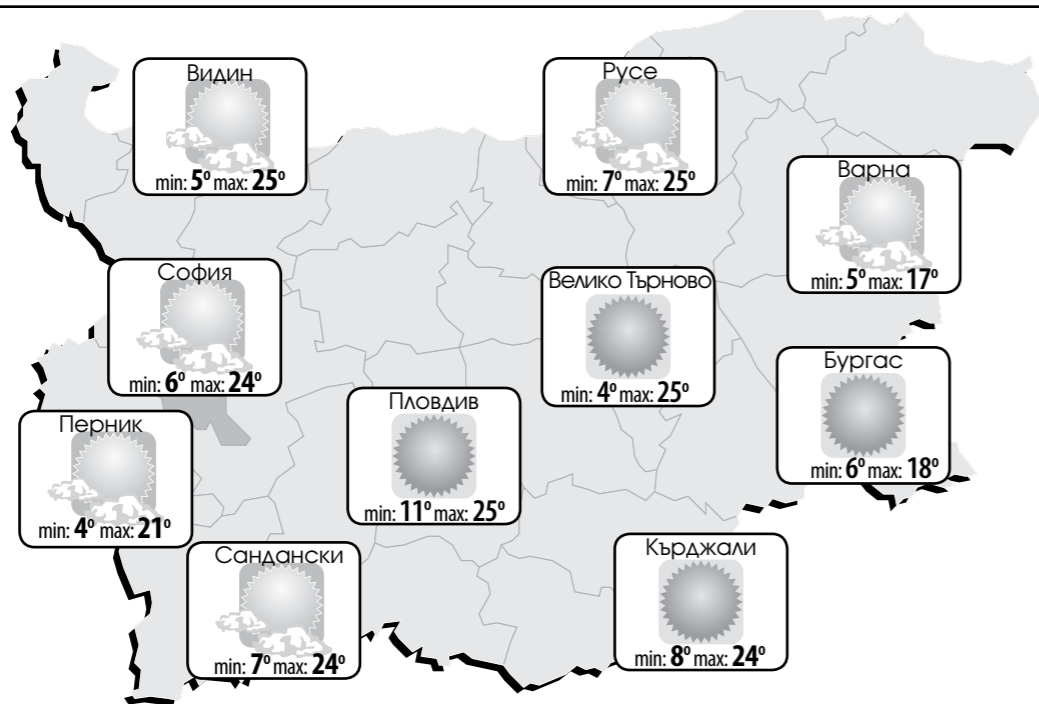 Видин
min: 5° max: 25°
Русе
min: 7° max: 25°
Варна
min: 5° max: 17°
София
min: 6° max: 24°
Велико Търново
min: 4° max: 25°
Бургас
min: 6° max: 18°
Пловдив
min: 11° max: 25°
Перник
min: 4° max: 21°
Сандански
min: 7° max: 24°
Кърджали
min: 8° max: 24°